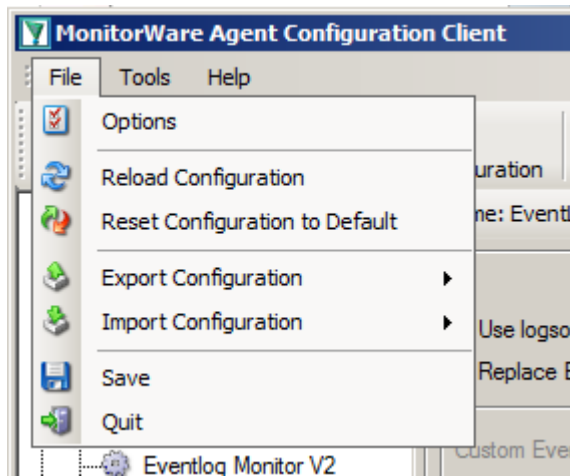 MonitorWare Agent Configuration Client
File Tools Help
Options
Reload Configuration
uration
Reset Configuration to Default
me: Eventl
Export Configuration
Import Configuration
Use logso
Save
Replace E
Quit
Custom Eve
Eventlog Monitor V2